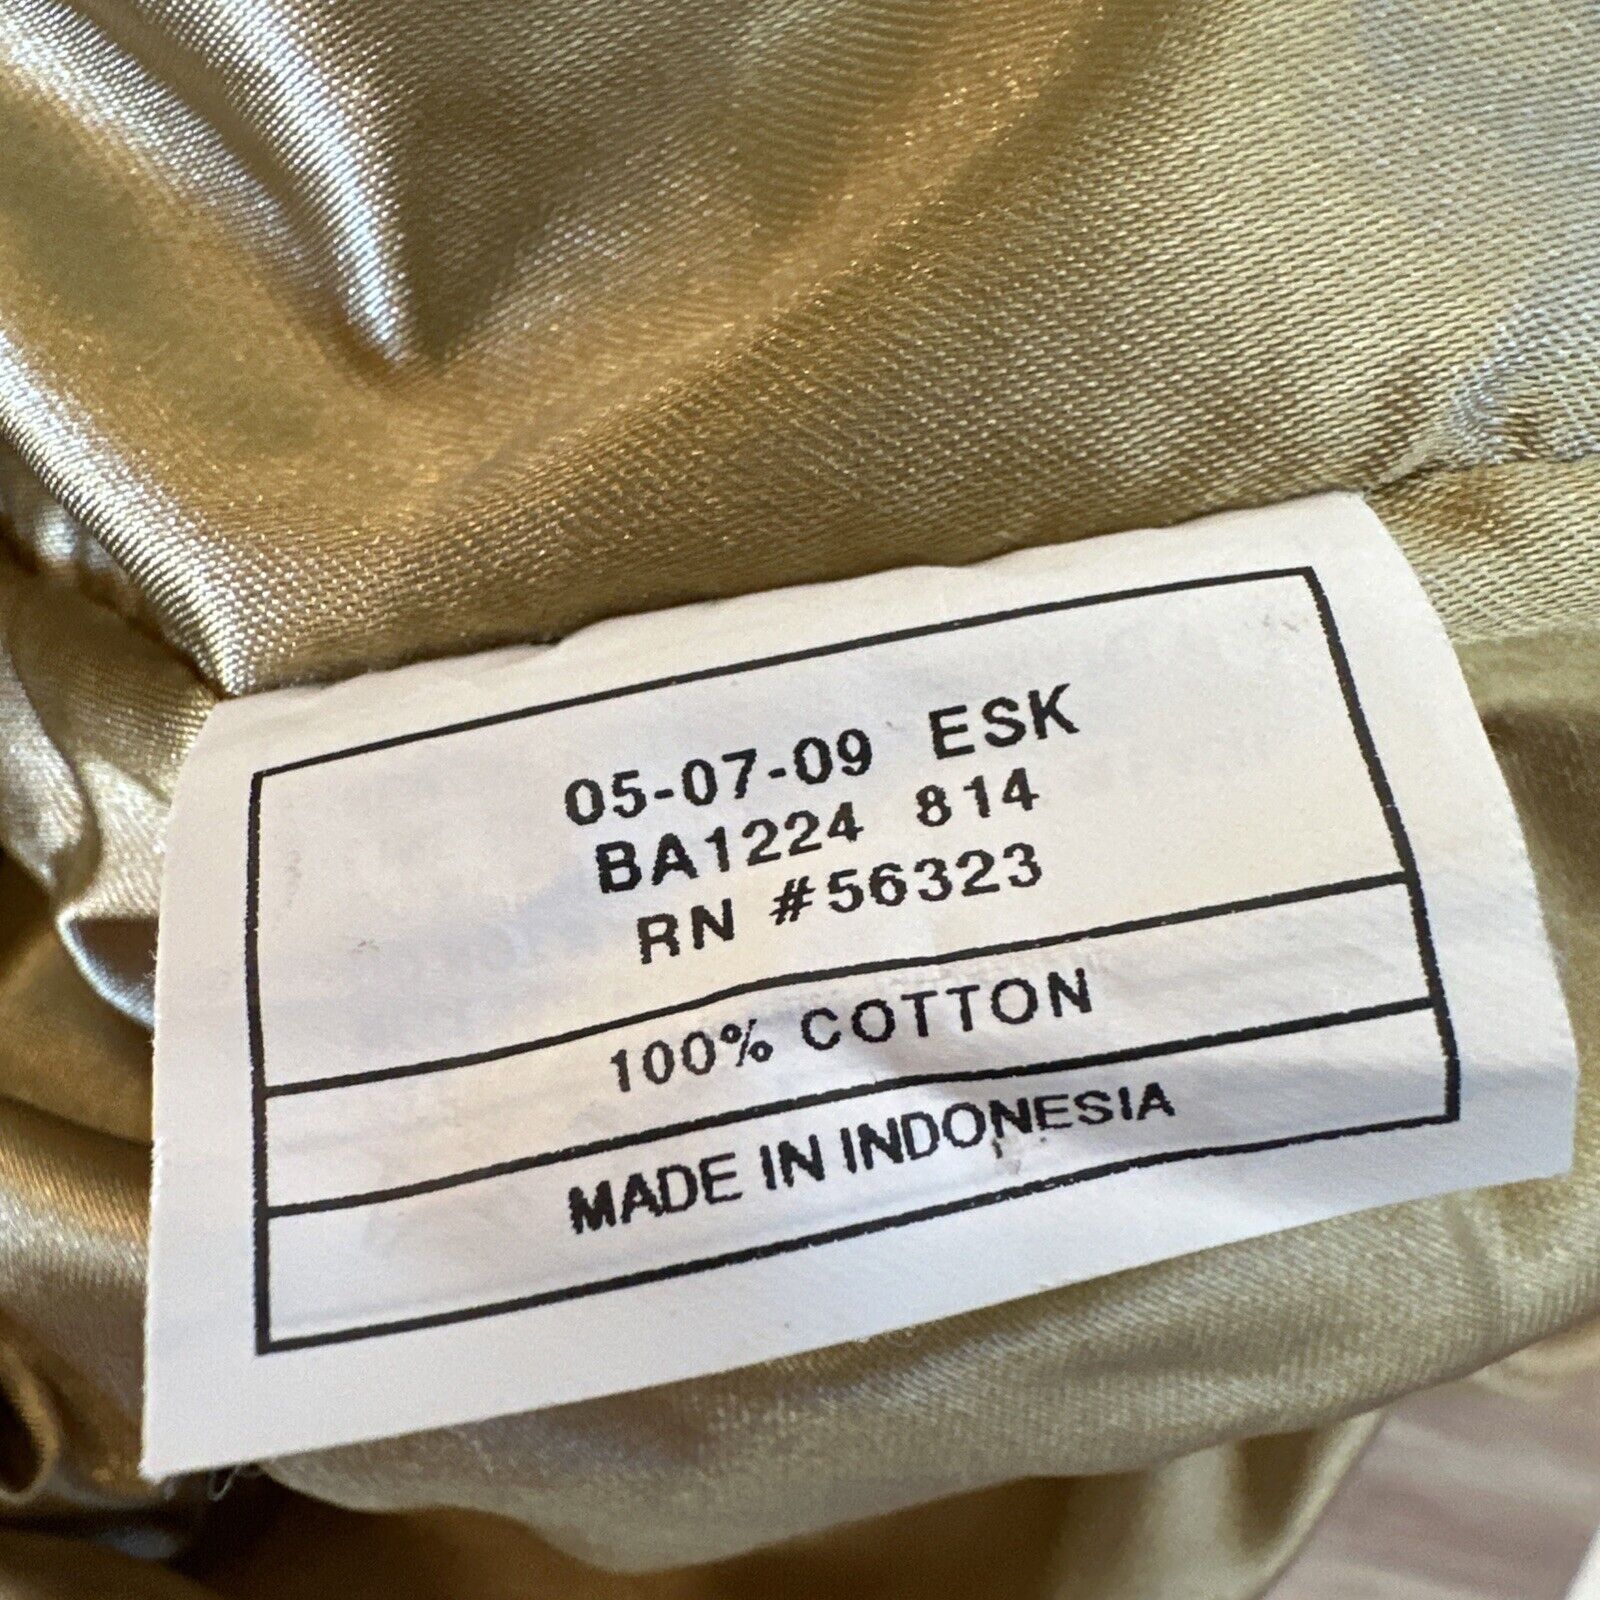 05-07-09 ESK
BA1224 814
RN #56323
100% COTTON
MADE IN INDONESIA